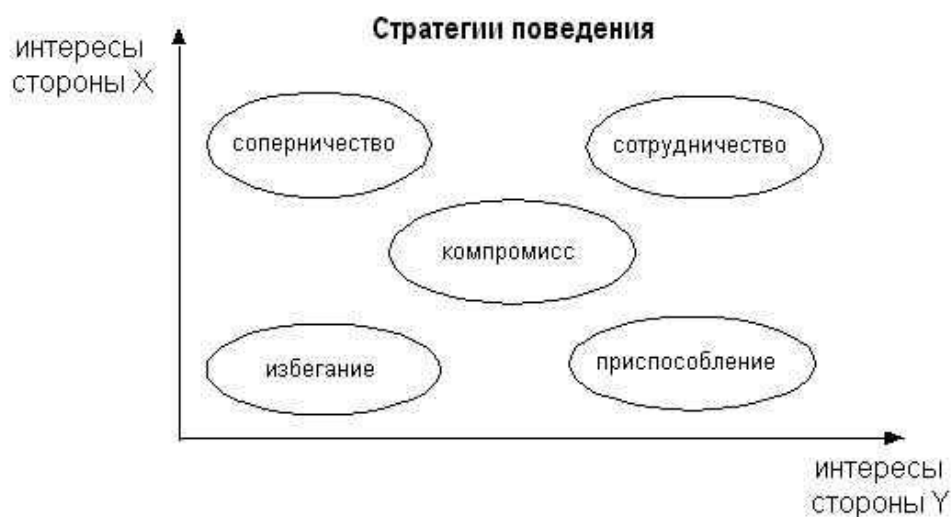 Стратегии поведения
интересы
стороны X
соперничество
сотрудничество
компромисс
избегание
приспособление
интересы
стороны Y